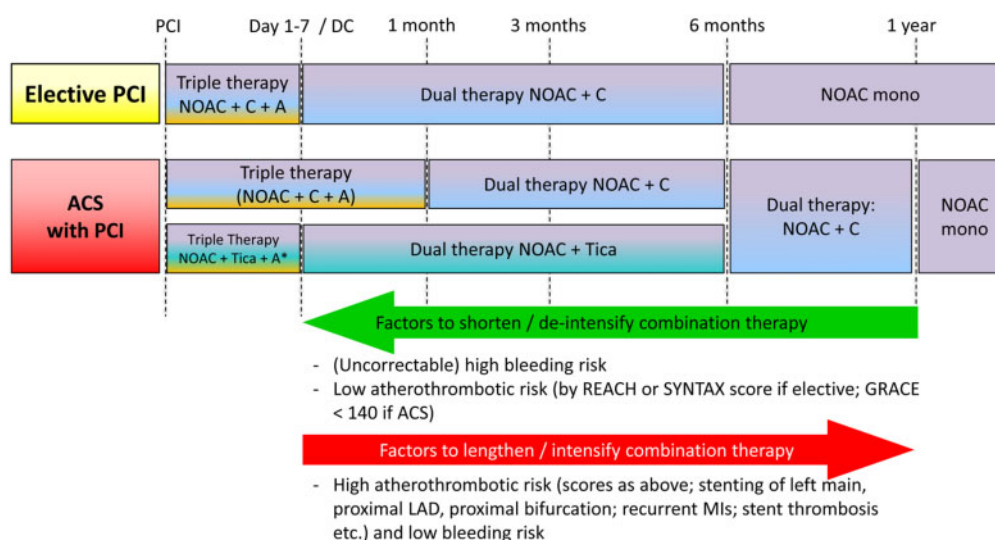 PCI Day 1-7 / DC 1 month 3 months 6 months 1 year
Elective PCI
Triple therapy
NOAC + C + A
Dual therapy NOAC + C
NOAC mono
ACS
with PCI
Triple therapy
(NOAC + C + A)
Dual therapy NOAC + C
Triple Therapy
NOAC + Tica + A*
Dual therapy NOAC + Tica
Dual therapy:
NOAC + C
NOAC
mono
Factors to shorten / de-intensify combination therapy
- (Uncorrectable) high bleeding risk
- Low atherothrombotic risk (by REACH or SYNTAX score if elective; GRACE
< 140 if ACS)
Factors to lengthen / intensify combination therapy
- High atherothrombotic risk (scores as above; stenting of left main,
proximal LAD, proximal bifurcation; recurrent MIs; stent thrombosis
etc.) and low bleeding risk